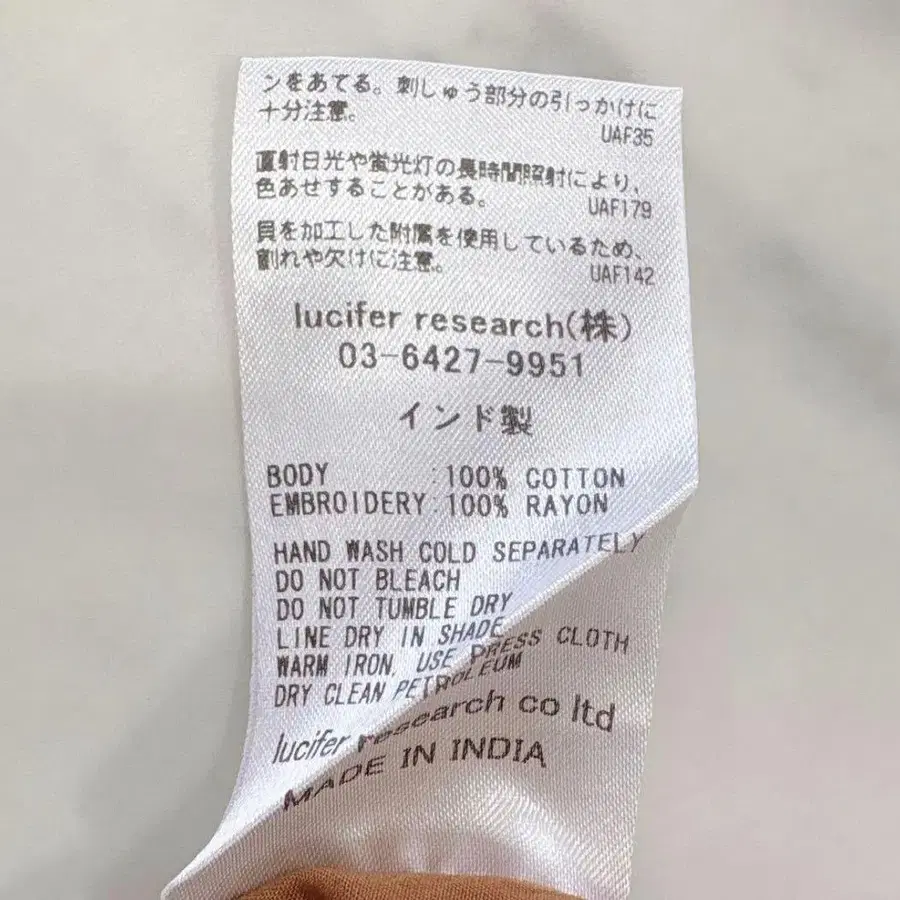 ンをあてる。刺しゅう部分の引っかけに
十分注意。
UAF35
直射日光や蛍光灯の長時間照射により、
色あせすることがある。
UAF179
貝を加工した附属を使用しているため、
割れや欠けに注意。
UAF142
lucifer research(株)
03-6427-9951
インド製
BODY :100% COTTON
EMBROIDERY:100% RAYON
HAND WASH COLD SEPARATELY
DO NOT BLEACH
DO NOT TUMBLE DRY
LINE DRY IN SHADE
WARM IRON, USE PRESS CLOTH
DRY CLEAN PETROLEUM
lucifer research co ltd
MADE IN INDIA